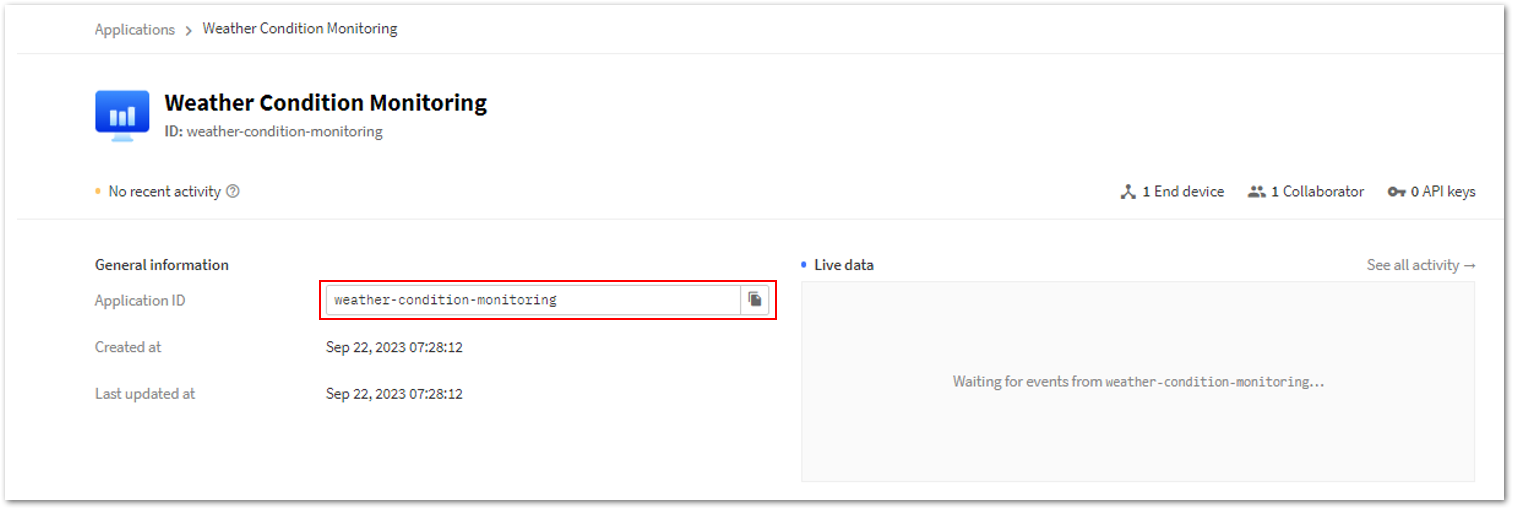 Applications > Weather Condition Monitoring
Weather Condition Monitoring
ID: weather-condition-monitoring
No recent activity
1 End device 1 Collaborator 0 API keys
General information
Application ID weather-condition-monitoring
Created at Sep 22, 2023 07:28:12
Last updated at Sep 22, 2023 07:28:12
Live data See all activity →
Waiting for events from weather-condition-monitoring...